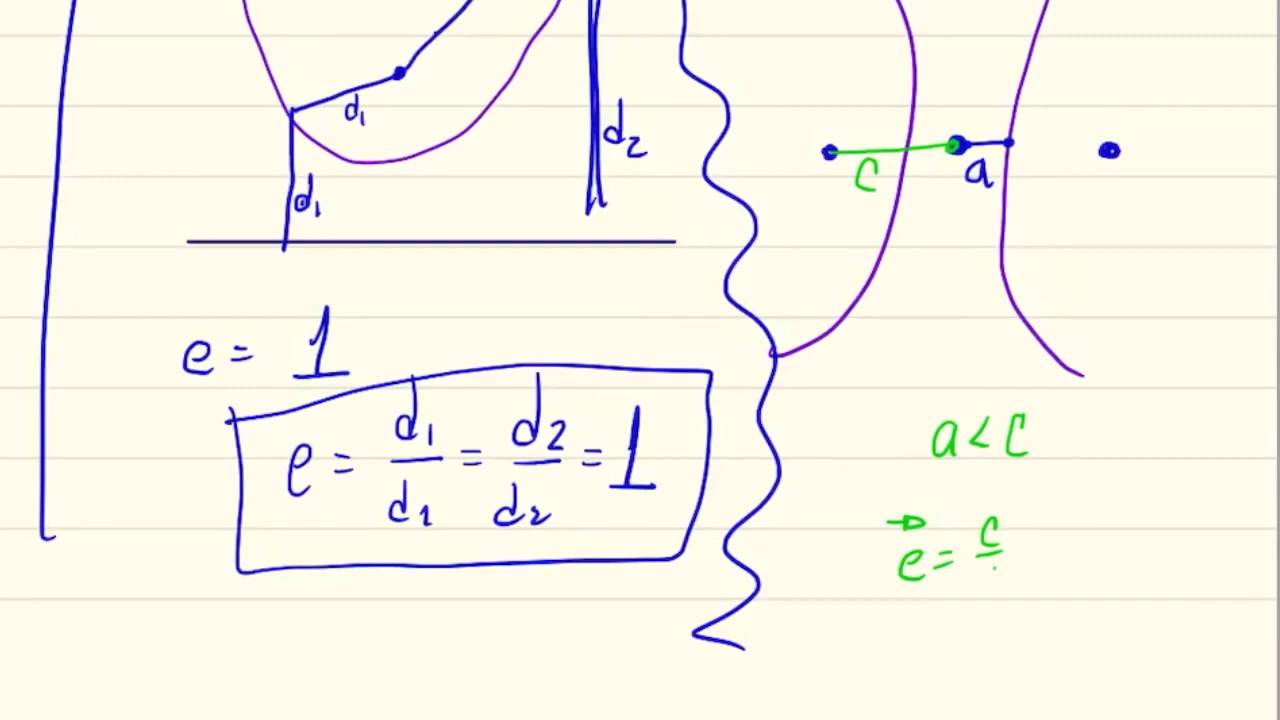 d₁
d₂
d₁
e = 1
e = d₁/d₁ = d₂/d₂ = 1
c
a
a < c
→ e = c/